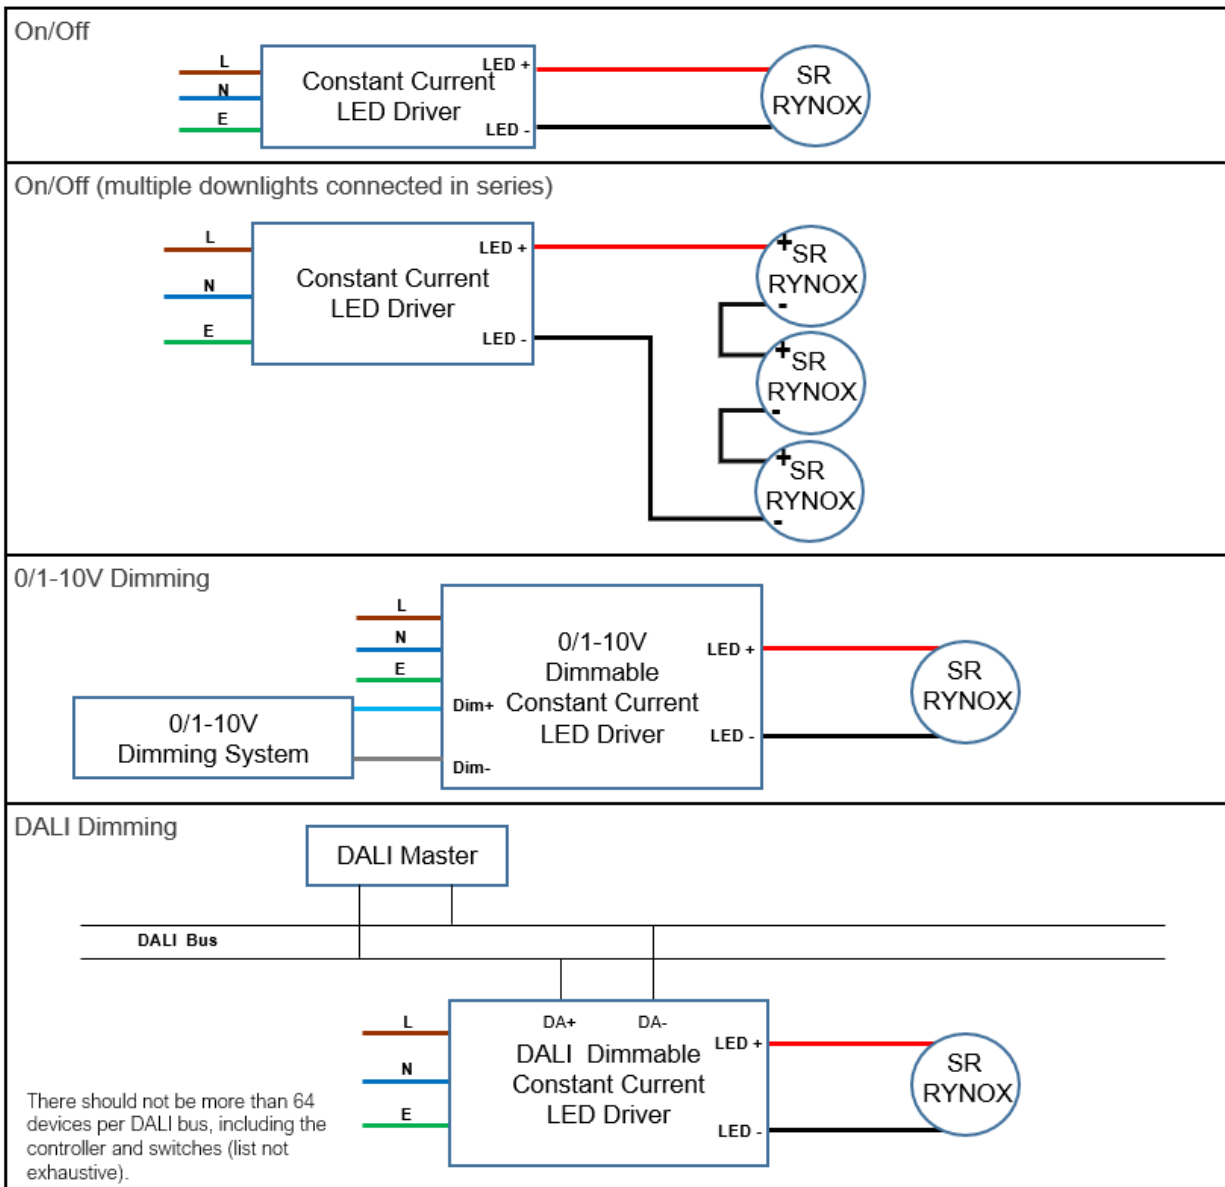 On/Off
L
N
E
Constant Current
LED Driver
LED +
LED -
SR
RYNOX
On/Off (multiple downlights connected in series)
L
N
E
Constant Current
LED Driver
LED +
LED -
+
SR
RYNOX
-
+
SR
RYNOX
-
+
SR
RYNOX
-
0/1-10V Dimming
L
N
E
0/1-10V
Dimming System
Dim+
Dim-
0/1-10V
Dimmable
Constant Current
LED Driver
LED +
LED -
SR
RYNOX
DALI Dimming
DALI Master
DALI Bus
L
N
E
DA+
DA-
DALI Dimmable
Constant Current
LED Driver
LED +
LED -
SR
RYNOX
There should not be more than 64
devices per DALI bus, including the
controller and switches (list not
exhaustive).